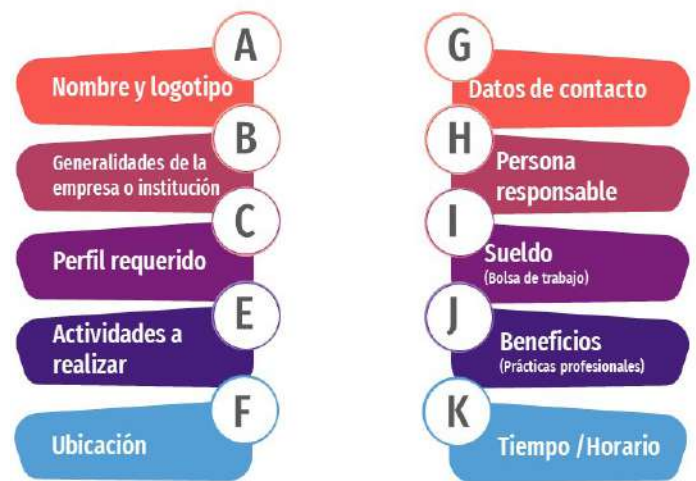 A
Nombre y logotipo
B
Generalidades de la
empresa o institución
C
Perfil requerido
E
Actividades a
realizar
F
Ubicación
G
Datos de contacto
H
Persona
responsable
I
Sueldo
(Bolsa de trabajo)
J
Beneficios
(Prácticas profesionales)
K
Tiempo /Horario